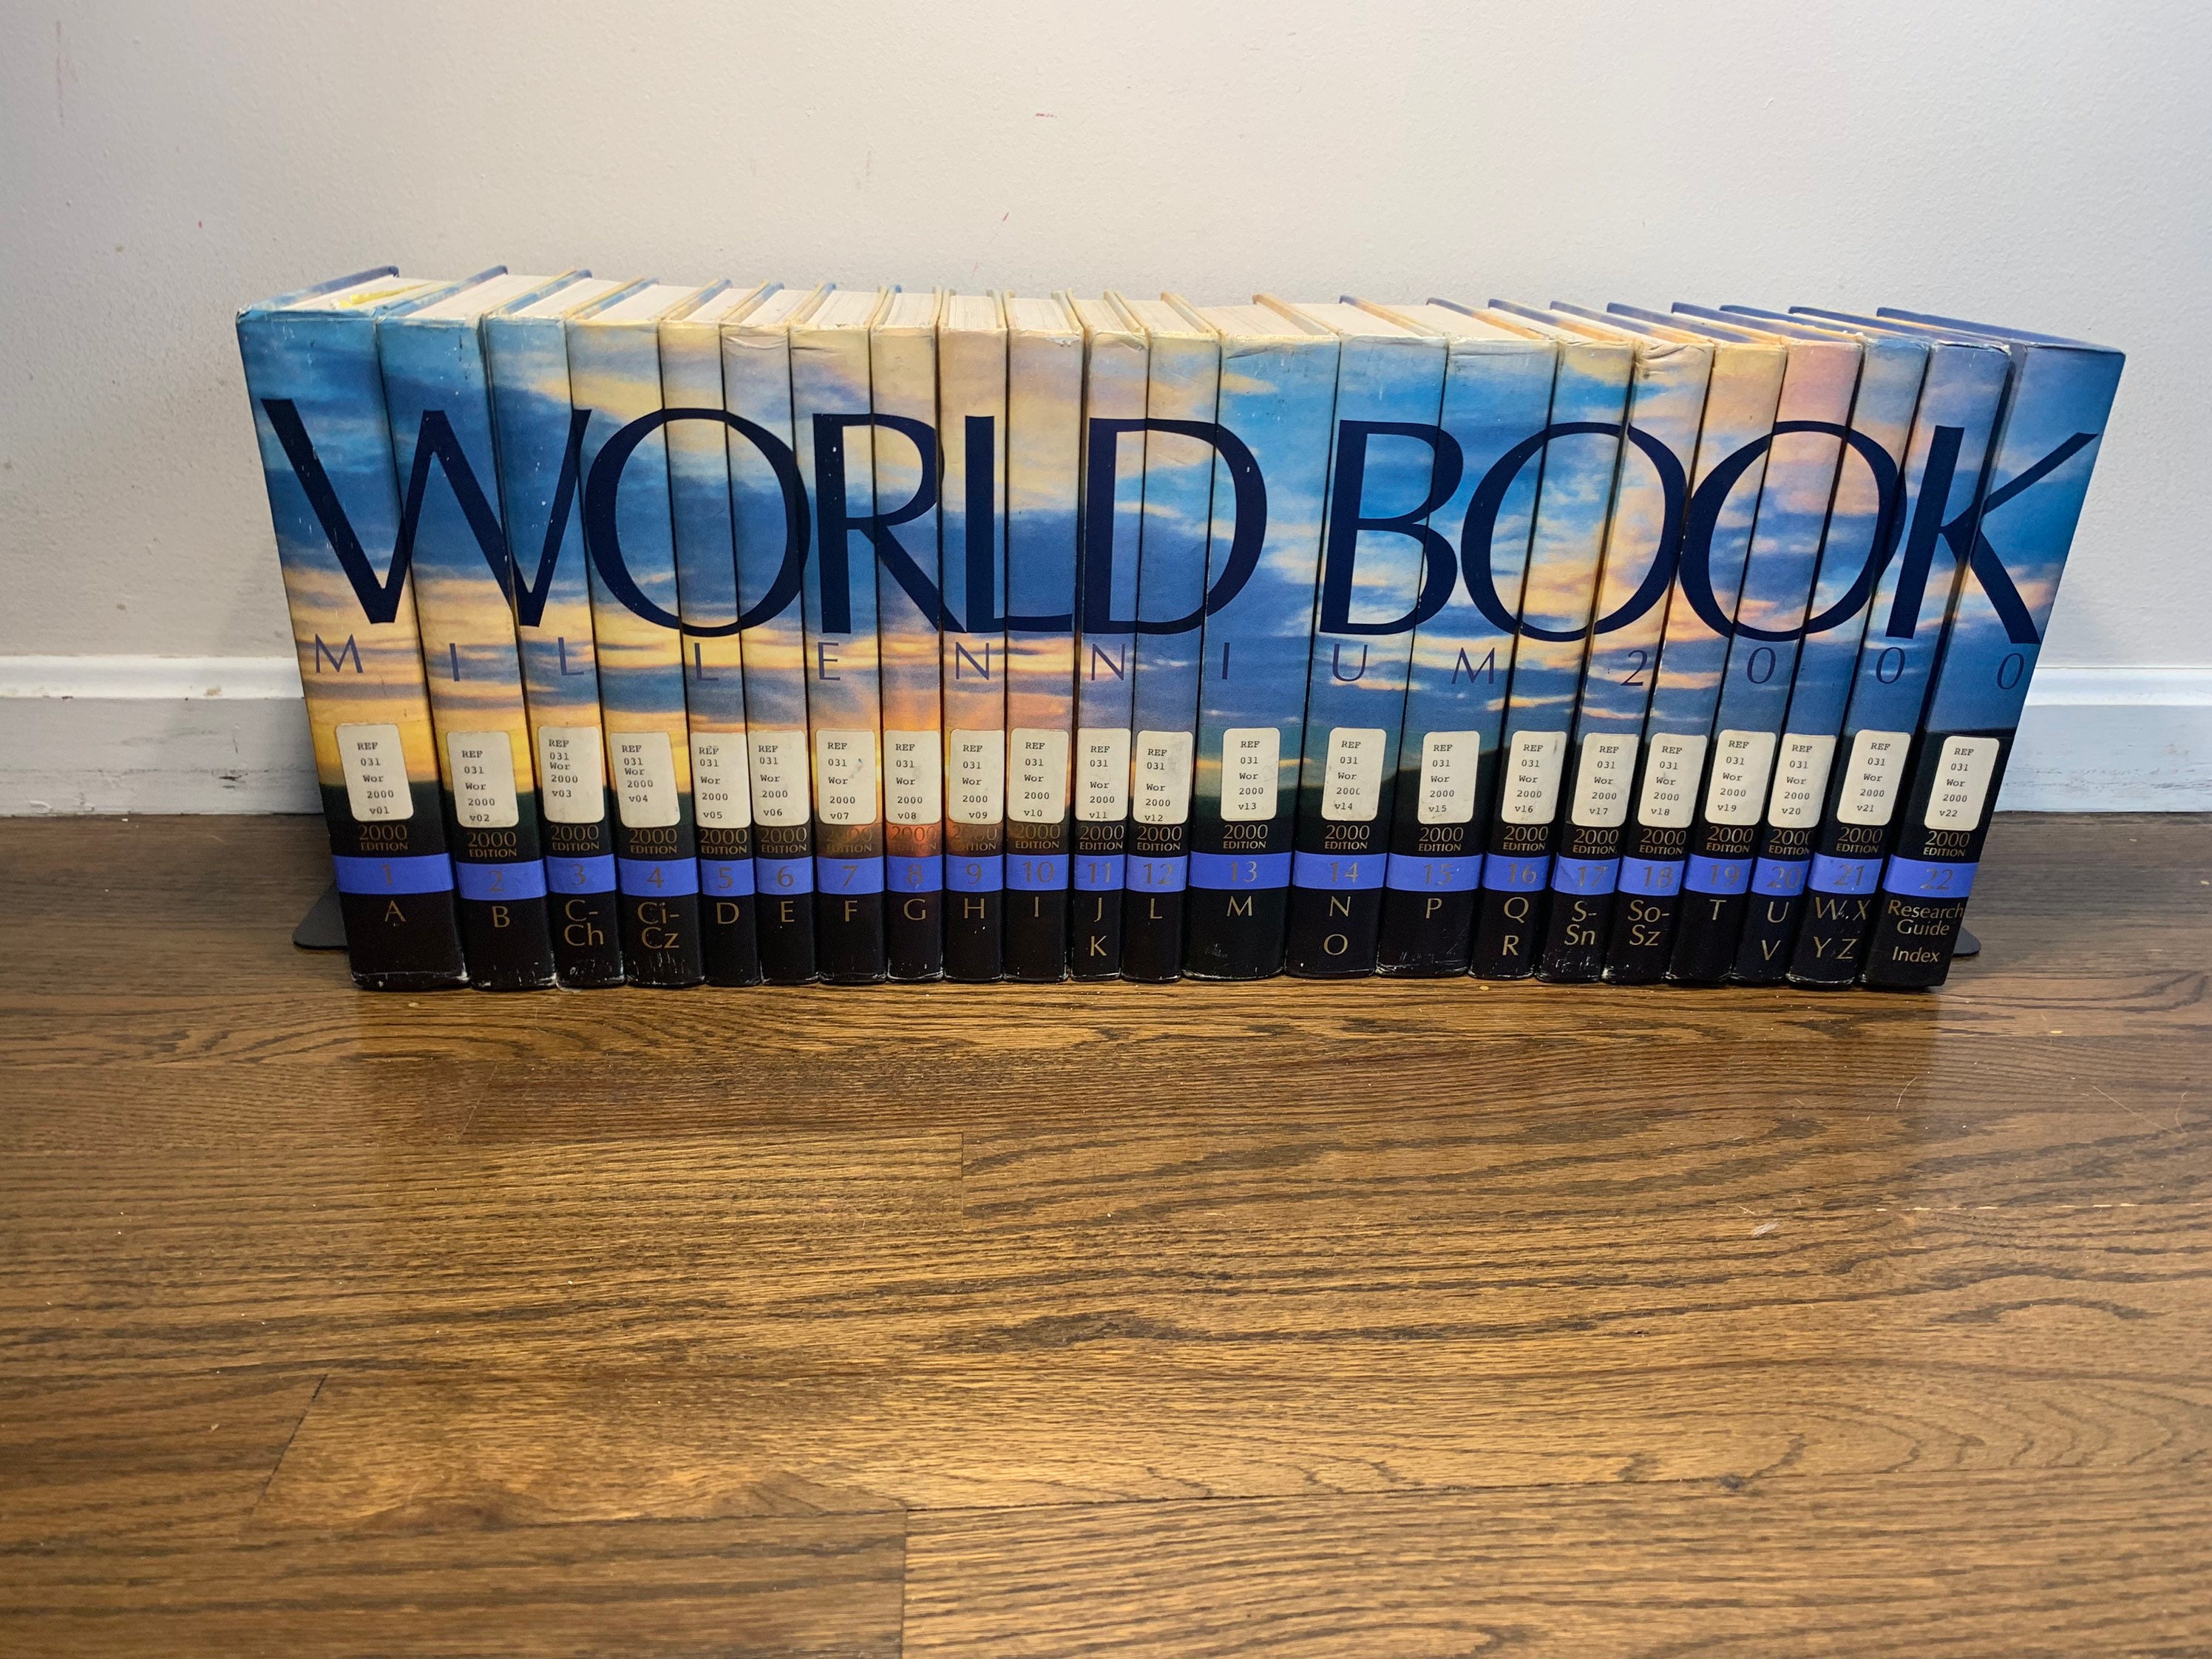 WORLD BOOK
MILLENNIUM 2000
REF
031
Wor
2000
v01
2000
EDITION
1
A
REF
031
Wor
2000
v02
2000
EDITION
2
B
REF
031
Wor
2000
v03
2000
EDITION
3
C-
Ch
REF
031
Wor
2000
v04
2000
EDITION
4
Ci-
Cz
REF
031
Wor
2000
v05
2000
EDITION
5
D
REF
031
Wor
2000
v06
2000
EDITION
6
E
REF
031
Wor
2000
v07
2000
EDITION
7
F
REF
031
Wor
2000
v08
2000
EDITION
8
G
REF
031
Wor
2000
v09
2000
EDITION
9
H
REF
031
Wor
2000
v10
2000
EDITION
10
I
REF
031
Wor
2000
v11
2000
EDITION
11
J
K
REF
031
Wor
2000
v12
2000
EDITION
12
L
REF
031
Wor
2000
v13
2000
EDITION
13
M
REF
031
Wor
2000
v14
2000
EDITION
14
N
O
REF
031
Wor
2000
v15
2000
EDITION
15
P
REF
031
Wor
2000
v16
2000
EDITION
16
Q
R
REF
031
Wor
2000
v17
2000
EDITION
17
S-
Sn
REF
031
Wor
2000
v18
2000
EDITION
18
So-
Sz
REF
031
Wor
2000
v19
2000
EDITION
19
T
REF
031
Wor
2000
v20
2000
EDITION
20
U
V
REF
031
Wor
2000
v21
2000
EDITION
21
W.X
Y Z
REF
031
Wor
2000
v22
2000
EDITION
22
Research
Guide
Index